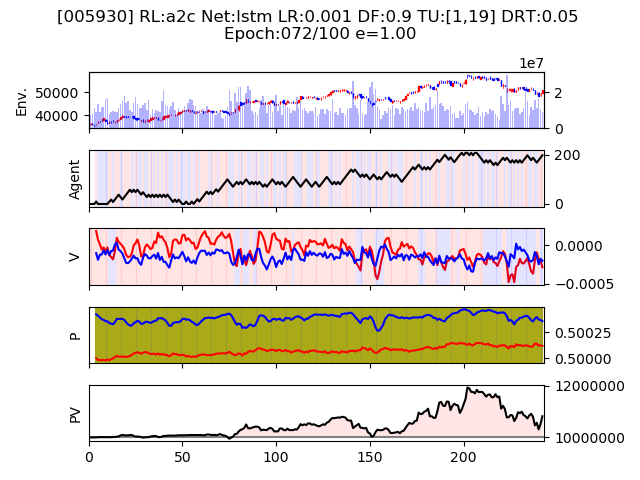 [005930] RL:a2c Net:lstm LR:0.001 DF:0.9 TU:[1,19] DRT:0.05
Epoch:072/100 e=1.00
1e7
Env.
50000
40000
2
0
Agent
200
0
V
0.0000
−0.0005
P
0.50025
0.50000
PV
12000000
10000000
0 50 100 150 200